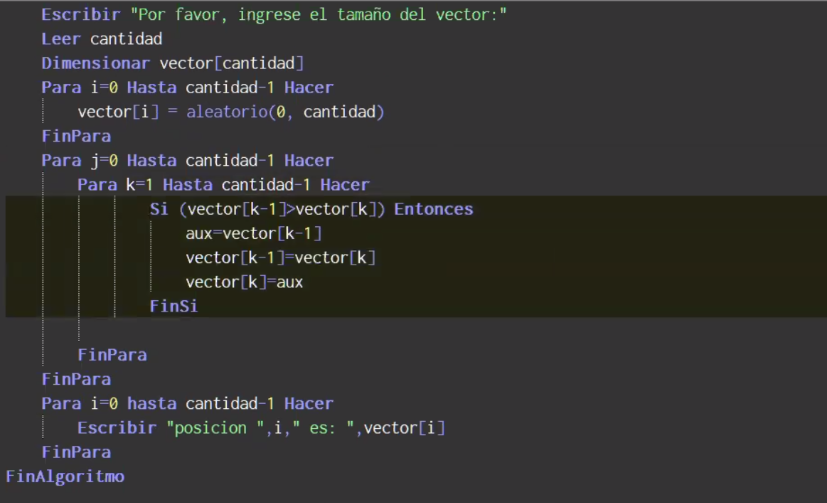 Escribir "Por favor, ingrese el tamaño del vector:"
Leer cantidad
Dimensionar vector[cantidad]
Para i=0 Hasta cantidad-1 Hacer
vector[i] = aleatorio(0, cantidad)
FinPara
Para j=0 Hasta cantidad-1 Hacer
Para k=1 Hasta cantidad-1 Hacer
Si (vector[k-1]>vector[k]) Entonces
aux=vector[k-1]
vector[k-1]=vector[k]
vector[k]=aux
FinSi
FinPara
FinPara
Para i=0 hasta cantidad-1 Hacer
Escribir "posicion ",i," es: ",vector[i]
FinPara
FinAlgoritmo